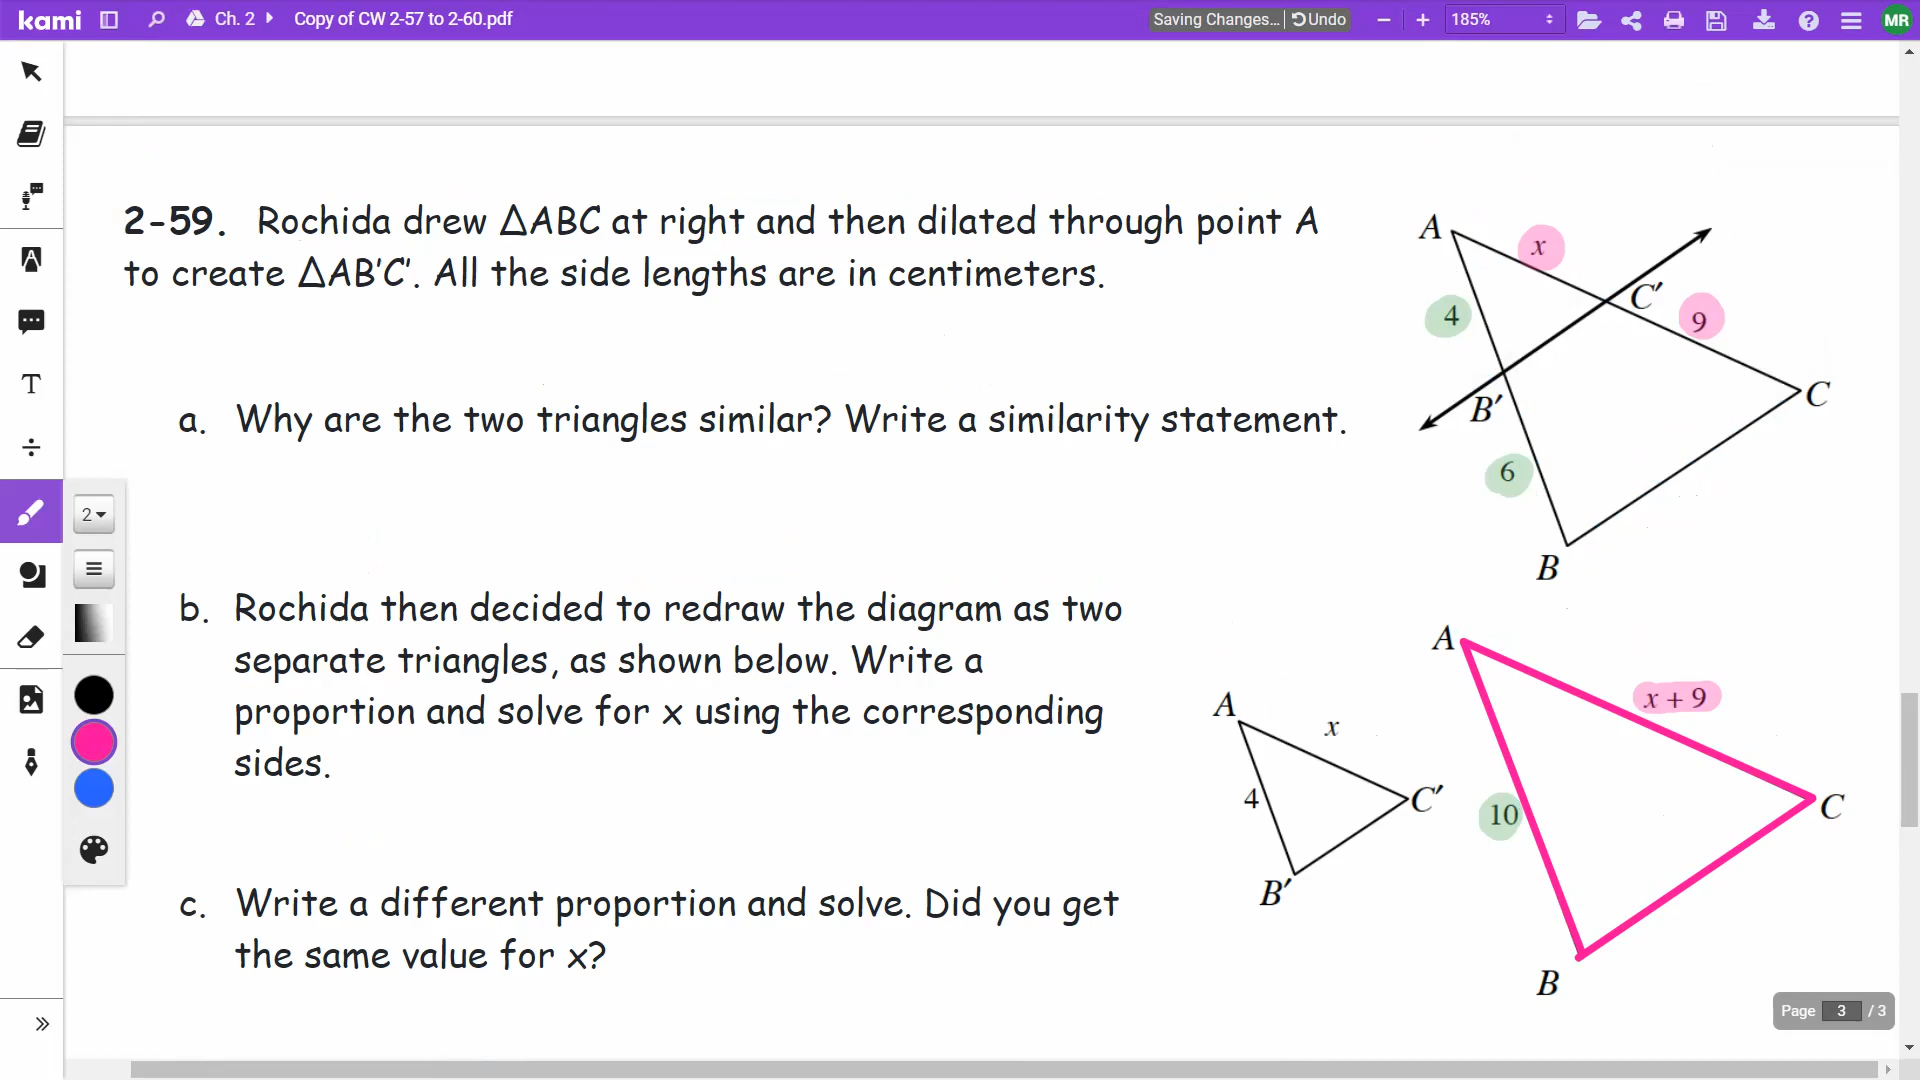 kami Ch. 2 Copy of CW 2-57 to 2-60.pdf Saving Changes... Undo 185% MR
2-59. Rochida drew △ABC at right and then dilated through point A
to create △AB'C'. All the side lengths are in centimeters.
A x
4 C' 9
B' C
6
B
a. Why are the two triangles similar? Write a similarity statement.
T
2
b. Rochida then decided to redraw the diagram as two
separate triangles, as shown below. Write a
proportion and solve for x using the corresponding
sides.
A x
4 C'
B'
A
x + 9
10 C
B
c. Write a different proportion and solve. Did you get
the same value for x?
Page 3 / 3